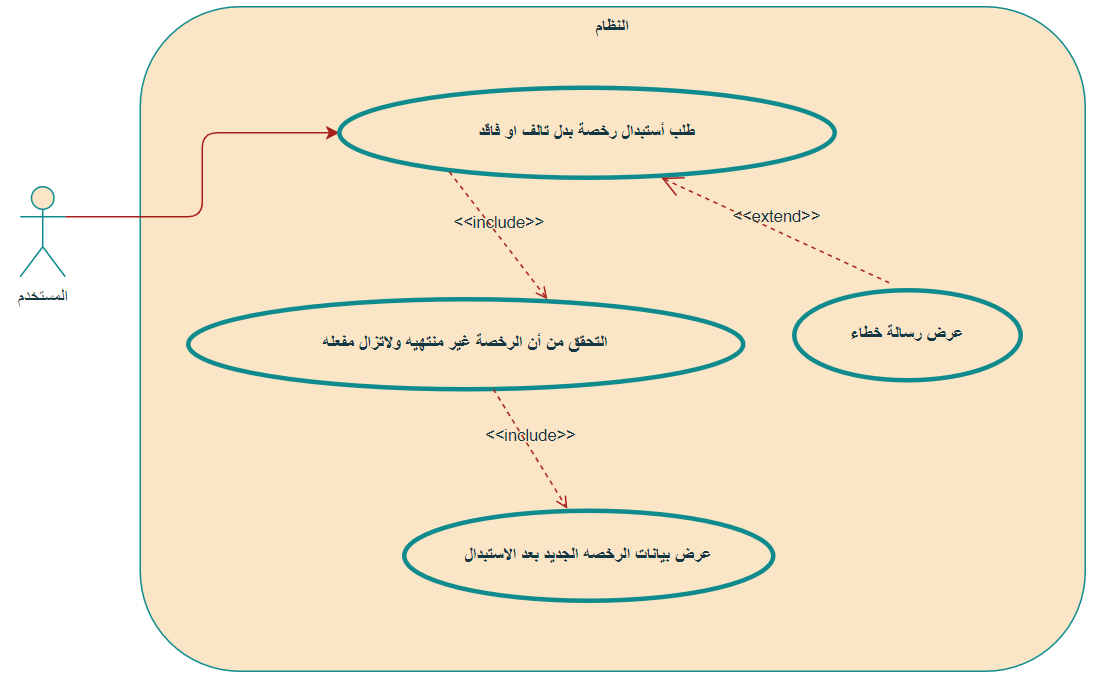 النظام
طلب أستبدال رخصة بدل تالف او فاقد
<<include>>
<<extend>>
المستخدم
التحقق من أن الرخصة غير منتهيه ولاتزال مفعله
عرض رسالة خطاء
<<include>>
عرض بيانات الرخصه الجديد بعد الاستبدال